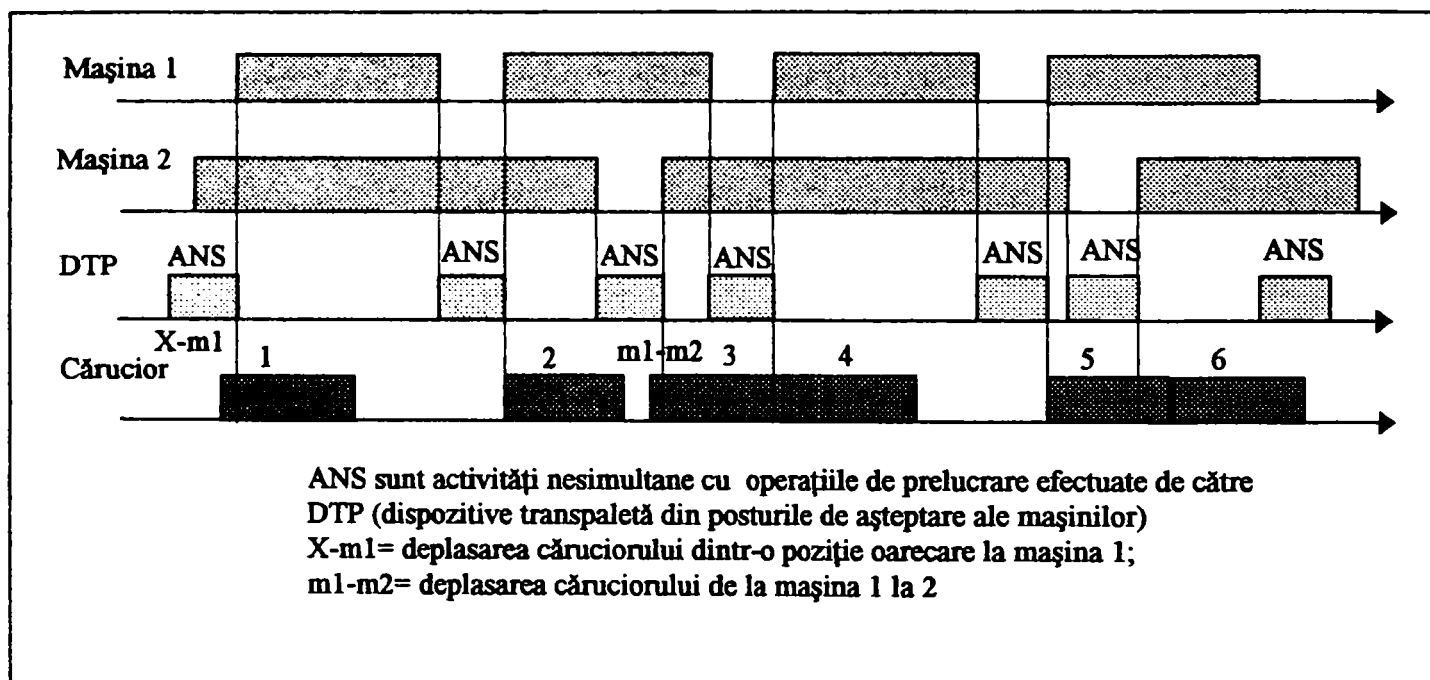 Maşina 1
Maşina 2
DTP
ANS ANS ANS ANS ANS ANS ANS
X-m1
Cărucior
1 2 m1-m2 3 4 5 6
ANS sunt activităţi nesimultane cu operaţiile de prelucrare efectuate de către
DTP (dispozitive transpaletă din posturile de aşteptare ale maşinilor)
X-m1= deplasarea căruciorului dintr-o poziţie oarecare la maşina 1;
m1-m2= deplasarea căruciorului de la maşina 1 la 2